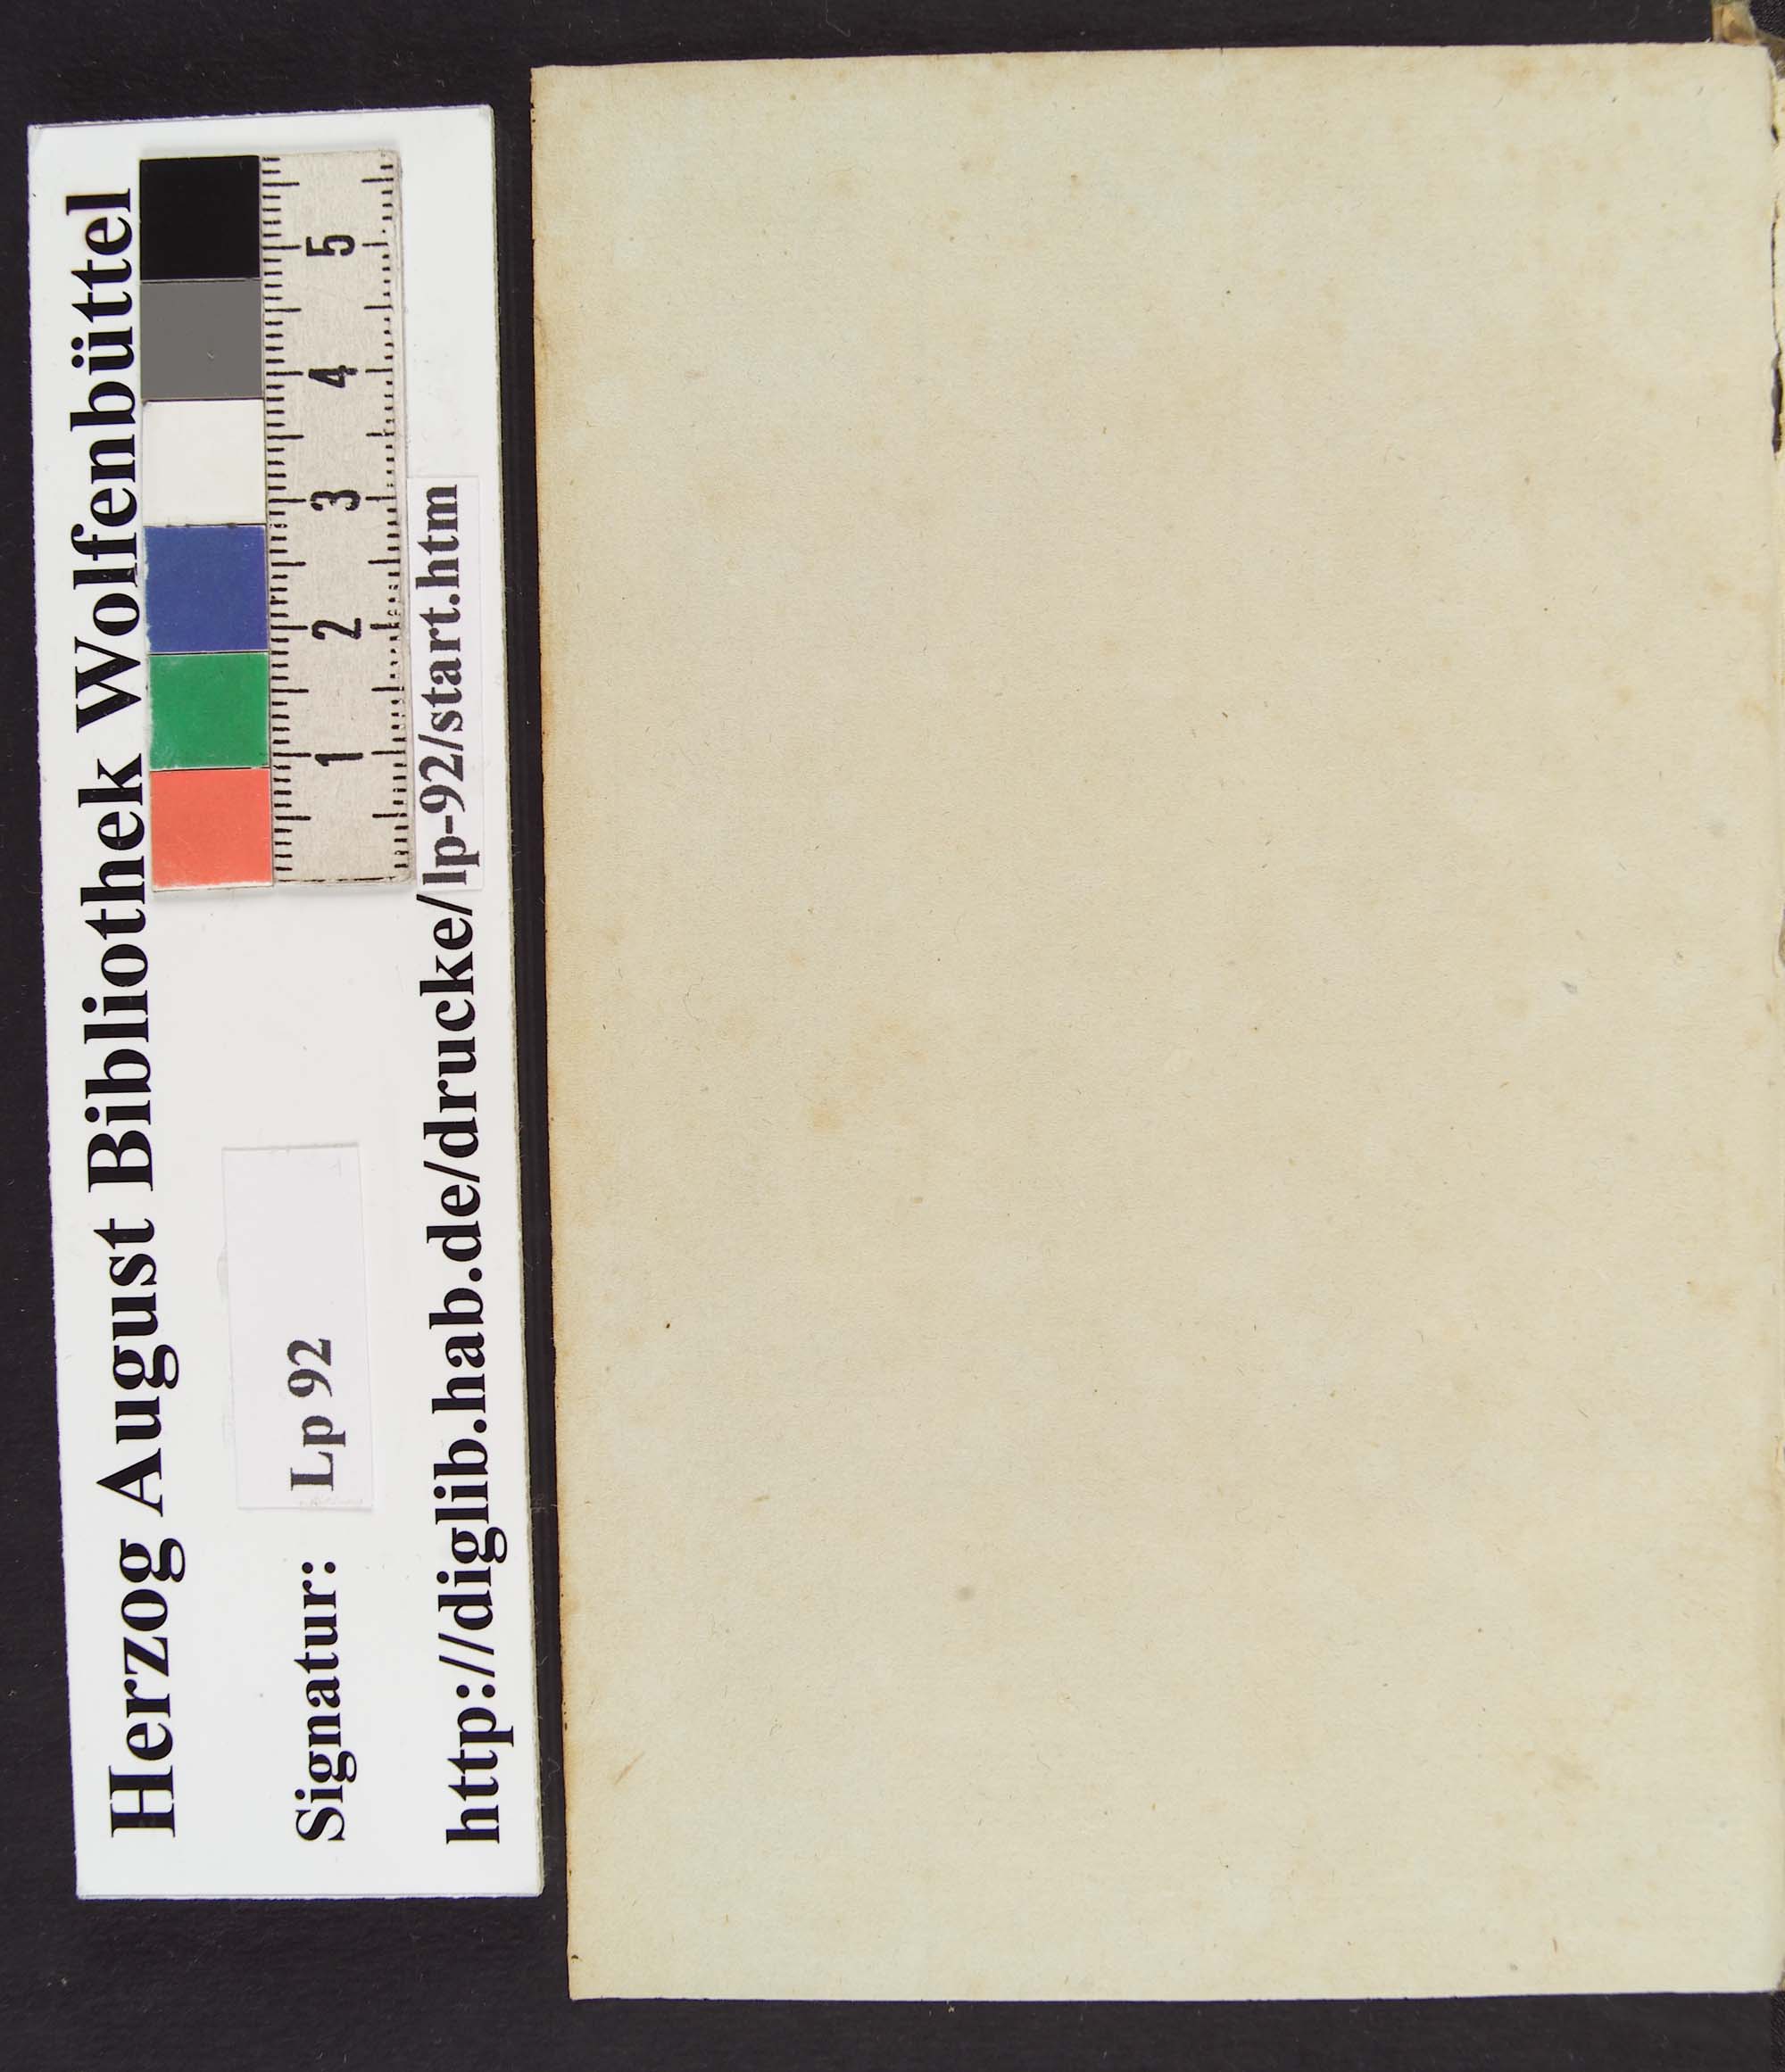 Herzog August Bibliothek Wolfenbüttel
1 2 3 4 5
Signatur: Lp 92
http://diglib.hab.de/drucke/lp-92/start.htm